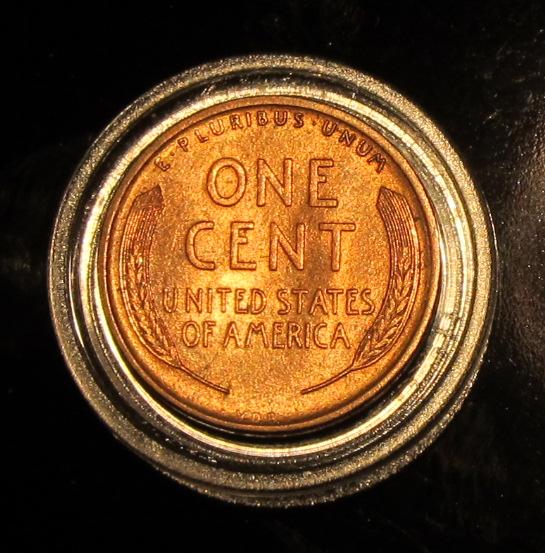 E·PLURIBUS·UNUM
ONE
CENT
UNITED STATES
OF AMERICA
V.D.B.